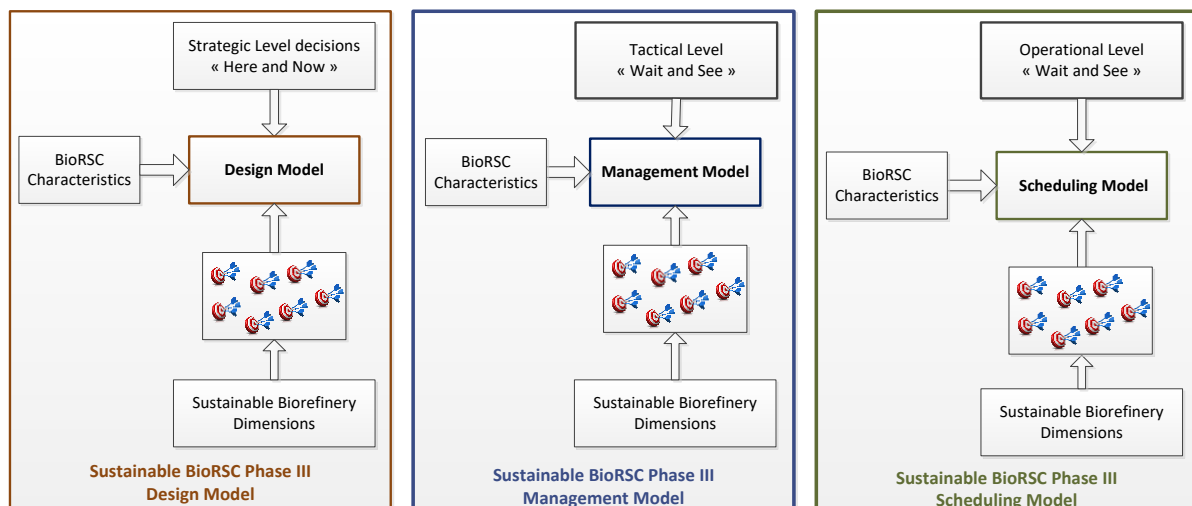 Strategic Level decisions
« Here and Now »
BioRSC
Characteristics
Design Model
Sustainable Biorefinery
Dimensions
Sustainable BioRSC Phase III
Design Model
Tactical Level
« Wait and See »
BioRSC
Characteristics
Management Model
Sustainable Biorefinery
Dimensions
Sustainable BioRSC Phase III
Management Model
Operational Level
« Wait and See »
BioRSC
Characteristics
Scheduling Model
Sustainable Biorefinery
Dimensions
Sustainable BioRSC Phase III
Scheduling Model